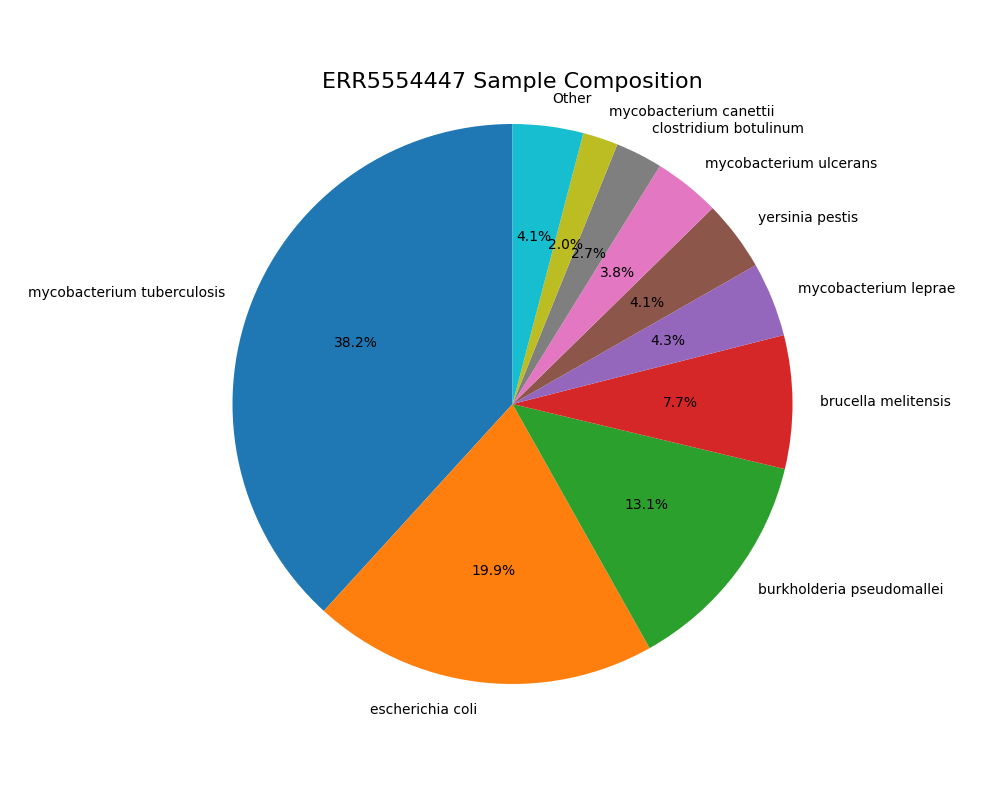 ERR5554447 Sample Composition
Other
mycobacterium canettii
clostridium botulinum
mycobacterium ulcerans
yersinia pestis
mycobacterium leprae
brucella melitensis
burkholderia pseudomallei
escherichia coli
mycobacterium tuberculosis
4.1%
2.0%
2.7%
3.8%
4.1%
4.3%
7.7%
13.1%
19.9%
38.2%